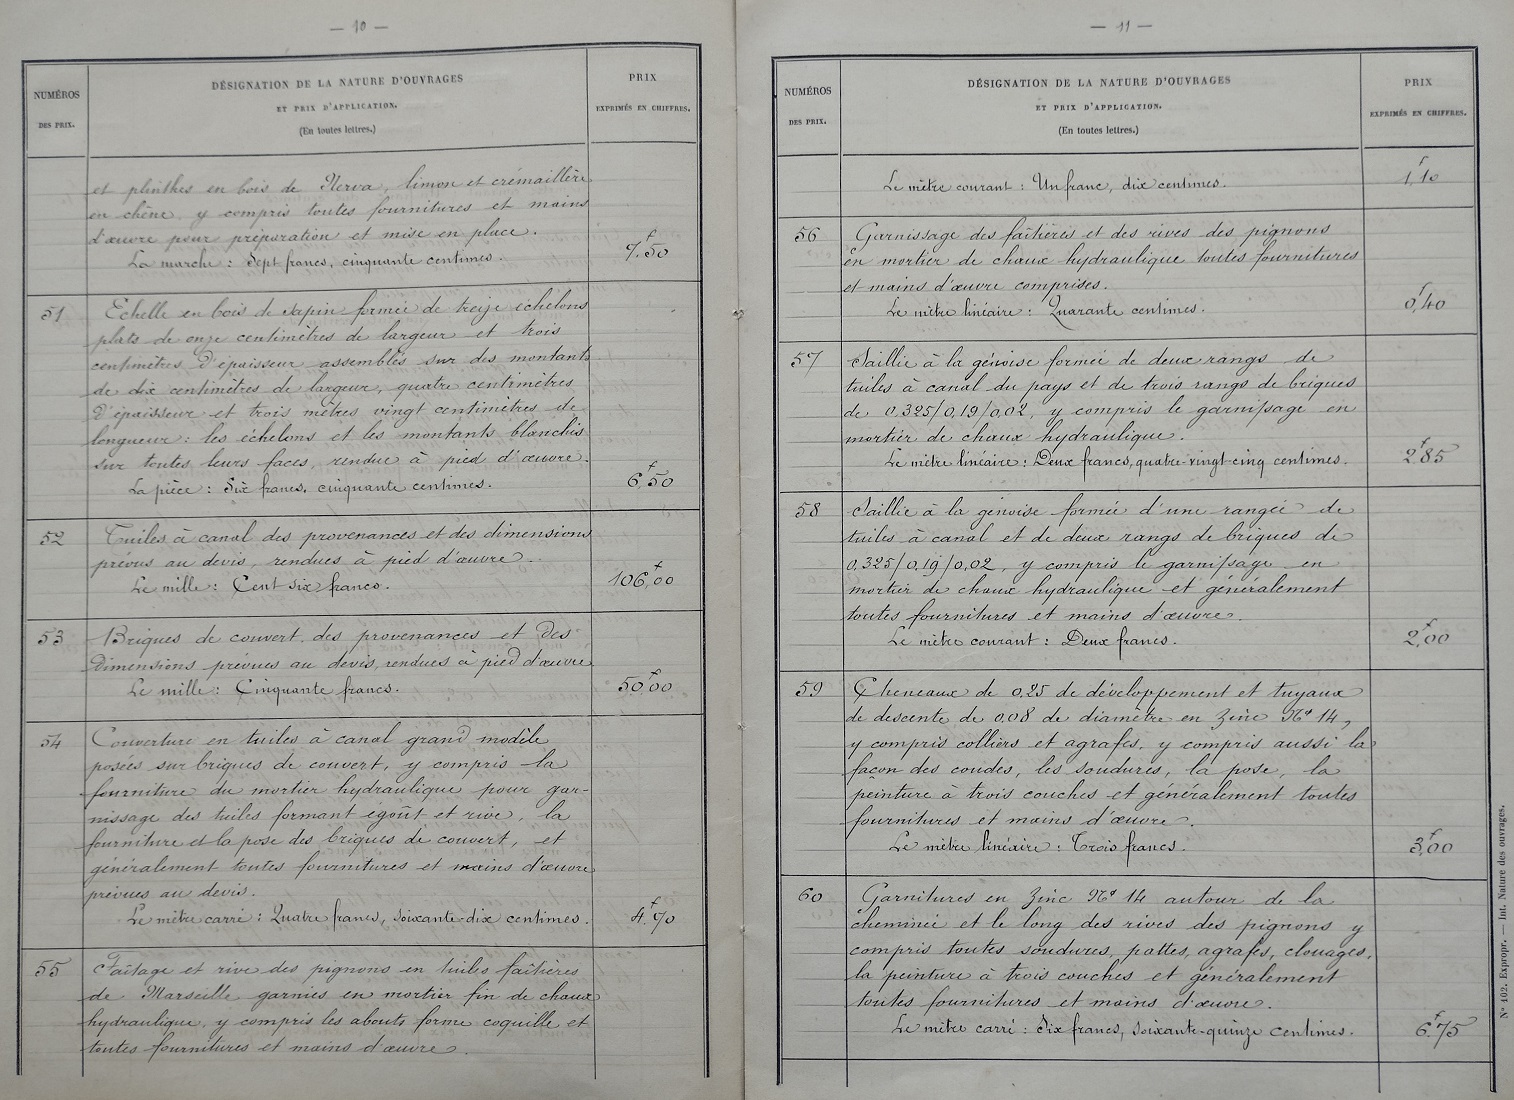 — 10 —
NUMÉROS
DES PRIX.
DÉSIGNATION DE LA NATURE D'OUVRAGES
ET PRIX D'APPLICATION.
(En toutes lettres.)
PRIX
EXPRIMÉS EN CHIFFRES.
et plinthes en bois de Nerva, limon et crémaillère
en chêne, y compris toutes fournitures et mains
d'œuvre pour préparation et mise en place.
La marche : Sept francs, cinquante centimes. 7f,50
51 Echelle en bois de sapin formée de treize échelons
plats de onze centimètres de largeur et trois
centimètres d'épaisseur assemblés sur des montants
de dix centimètres de largeur, quatre centimètres
d'épaisseur et trois mètres vingt centimètres de
longueur : les échelons et les montants blanchis
sur toutes leurs faces, rendue à pied d'œuvre.
La pièce : Six francs, cinquante centimes. 6f,50
52 Tuiles à canal des provenances et des dimensions
prévus au devis, rendues à pied d'œuvre.
Le mille : Cent six francs. 106f,00
53 Briques de couvert des provenances et des
dimensions prévues au devis, rendues à pied d'œuvre
Le mille : Cinquante francs. 50f,00
54 Couverture en tuiles à canal grand modèle
posées sur briques de couvert, y compris la
fourniture du mortier hydraulique pour gar-
nissage des tuiles formant égoût et rive, la
fourniture et la pose des briques de couvert, et
généralement toutes fournitures et mains d'œuvre
prévues au devis.
Le mètre carré : Quatre francs, soixante-dix centimes. 4f,70
55 Faîtage et rive des pignons en tuiles faîtières
de Marseille garnies en mortier fin de chaux
hydraulique, y compris les abouts forme coquille et
toutes fournitures et mains d'œuvre.
— 11 —
NUMÉROS
DES PRIX.
DÉSIGNATION DE LA NATURE D'OUVRAGES
ET PRIX D'APPLICATION.
(En toutes lettres.)
PRIX
EXPRIMÉS EN CHIFFRES.
Le mètre courant : Un franc, dix centimes. 1f,10
56 Garnissage des faîtières et des rives des pignons
en mortier de chaux hydraulique toutes fournitures
et mains d'œuvre comprises.
Le mètre linéaire : Quarante centimes. 0f,40
57 Saillie à la génoise formée de deux rangs de
tuiles à canal du pays et de trois rangs de briques
de 0,325/0,19/0,02, y compris le garnissage en
mortier de chaux hydraulique.
Le mètre linéaire : Deux francs, quatre-vingt-cinq centimes. 2f,85
58 Saillie à la génoise formée d'une rangée de
tuiles à canal et de deux rangs de briques de
0,325/0,19/0,02, y compris le garnissage en
mortier de chaux hydraulique et généralement
toutes fournitures et mains d'œuvre.
Le mètre courant : Deux francs. 2f,00
59 Cheneaux de 0,25 de développement et tuyaux
de descente de 0,08 de diamètre en zinc No 14,
y compris colliers et agrafes, y compris aussi la
façon des coudes, les soudures, la pose, la
peinture à trois couches et généralement toutes
fournitures et mains d'œuvre.
Le mètre linéaire : Trois francs. 3f,00
60 Garnitures en zinc No 14 autour de la
cheminée et le long des rives des pignons y
compris toutes soudures, pattes, agrafes, clouages,
la peinture à trois couches et généralement
toutes fournitures et mains d'œuvre.
Le mètre carré : Six francs, soixante-quinze centimes. 6f,75
No 102. Expropr. — Int. Nature des ouvrages.